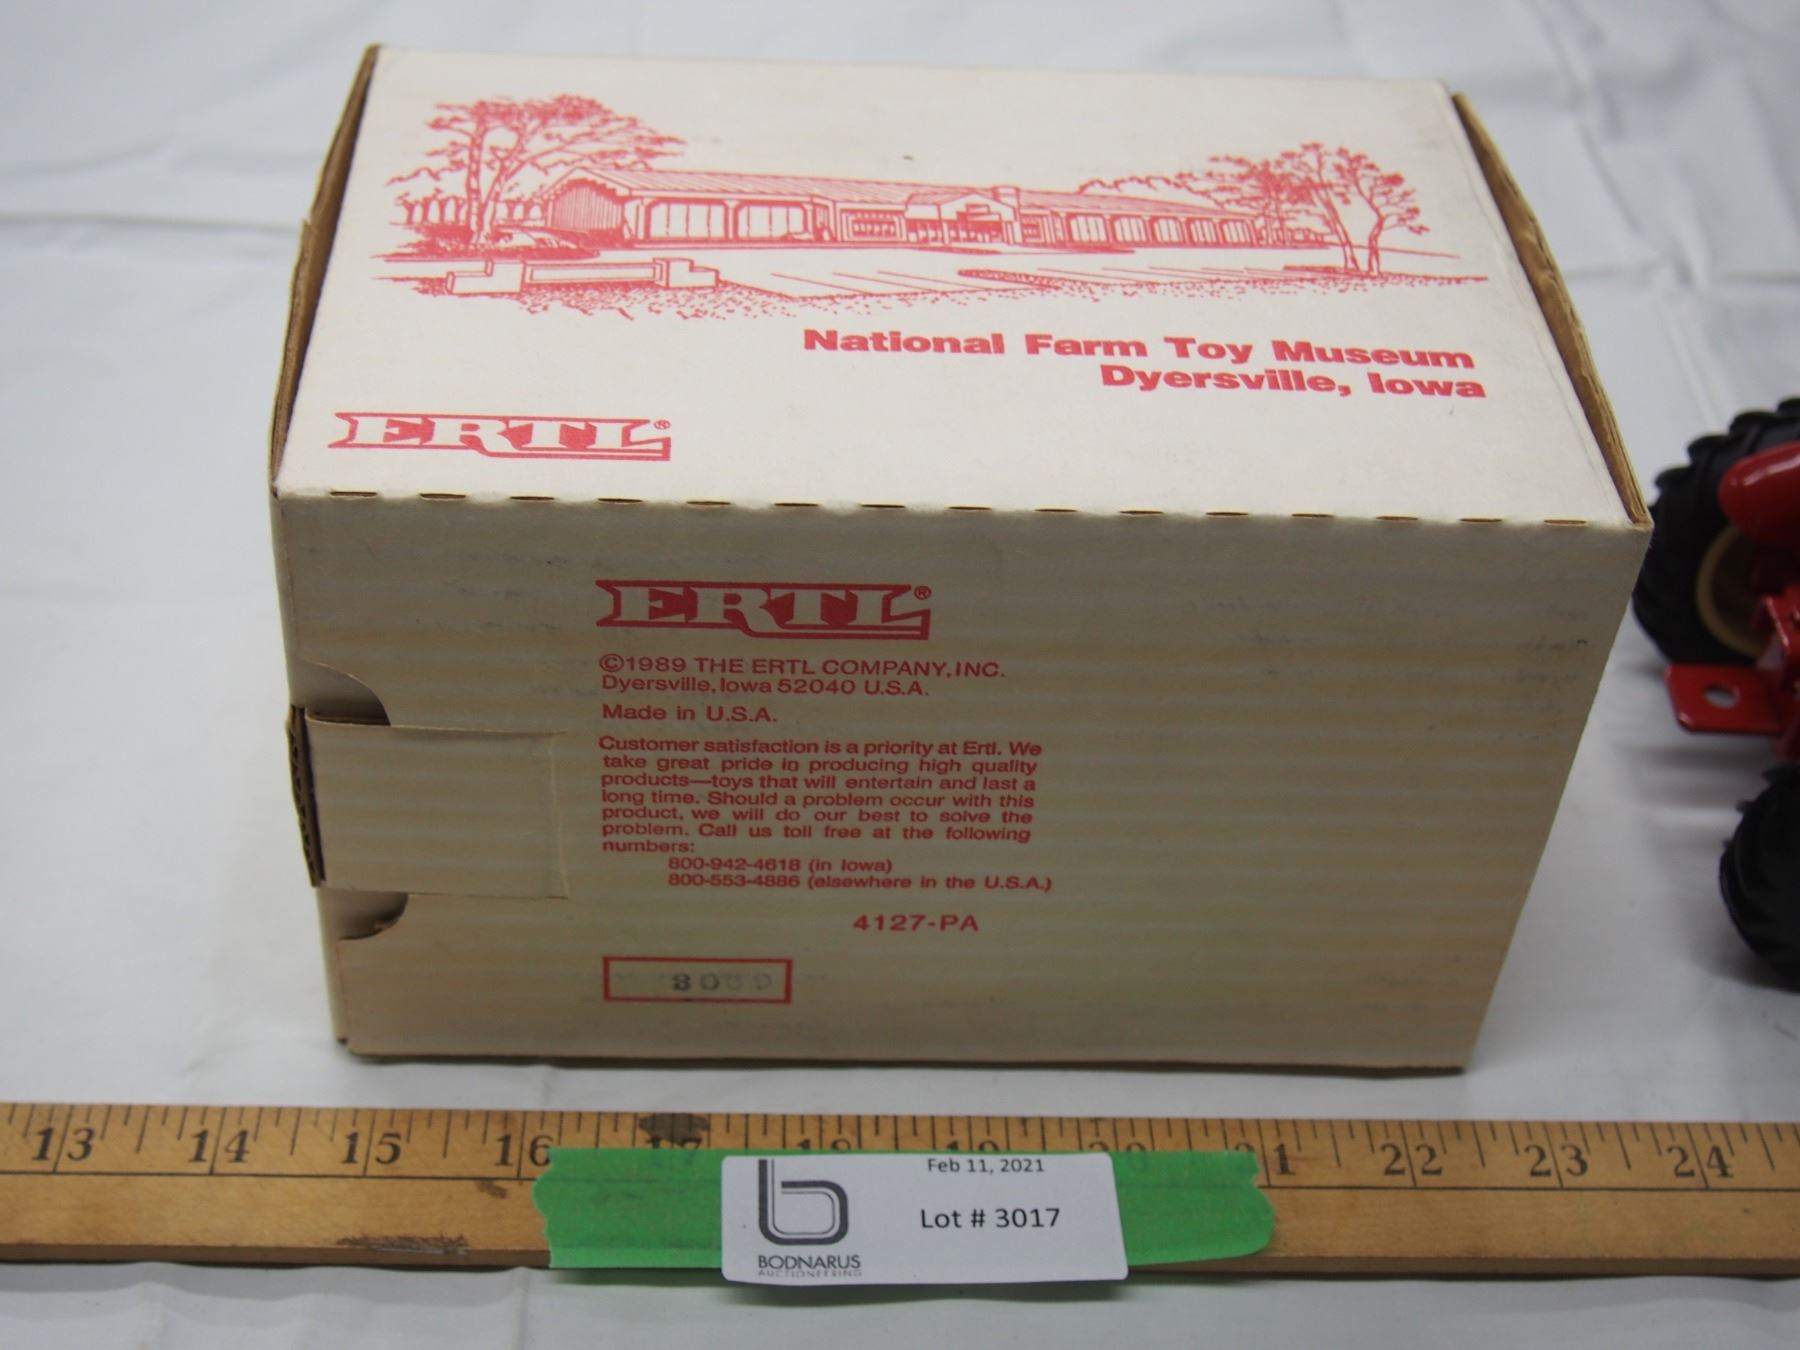 National Farm Toy Museum
Dyersville, Iowa
ERTL®
ERTL®
©1989 THE ERTL COMPANY, INC.
Dyersville, Iowa 52040 U.S.A.
Made in U.S.A.
Customer satisfaction is a priority at Ertl. We
take great pride in producing high quality
products—toys that will entertain and last a
long time. Should a problem occur with this
product, we will do our best to solve the
problem. Call us toll free at the following
numbers:
800-942-4618 (in Iowa)
800-553-4886 (elsewhere in the U.S.A.)
4127-PA
13 14 15 16 17 18 19 20 21 22 23 24
Feb 11, 2021
Lot # 3017
BODNARUS
AUCTIONEERING